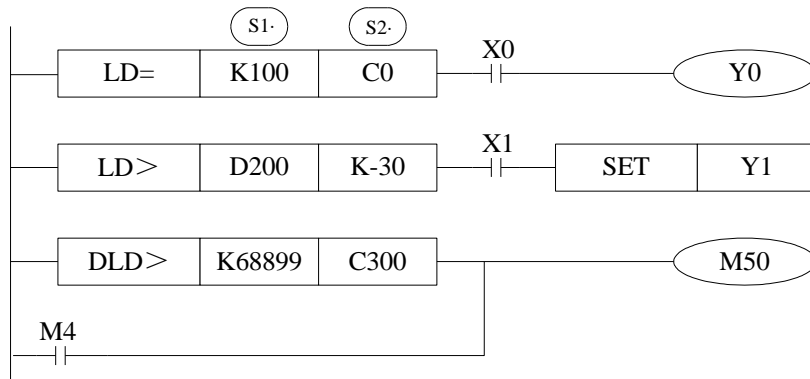 S1· S2·
LD= K100 C0 X0 Y0
LD＞ D200 K-30 X1 SET Y1
DLD＞ K68899 C300 M50
M4